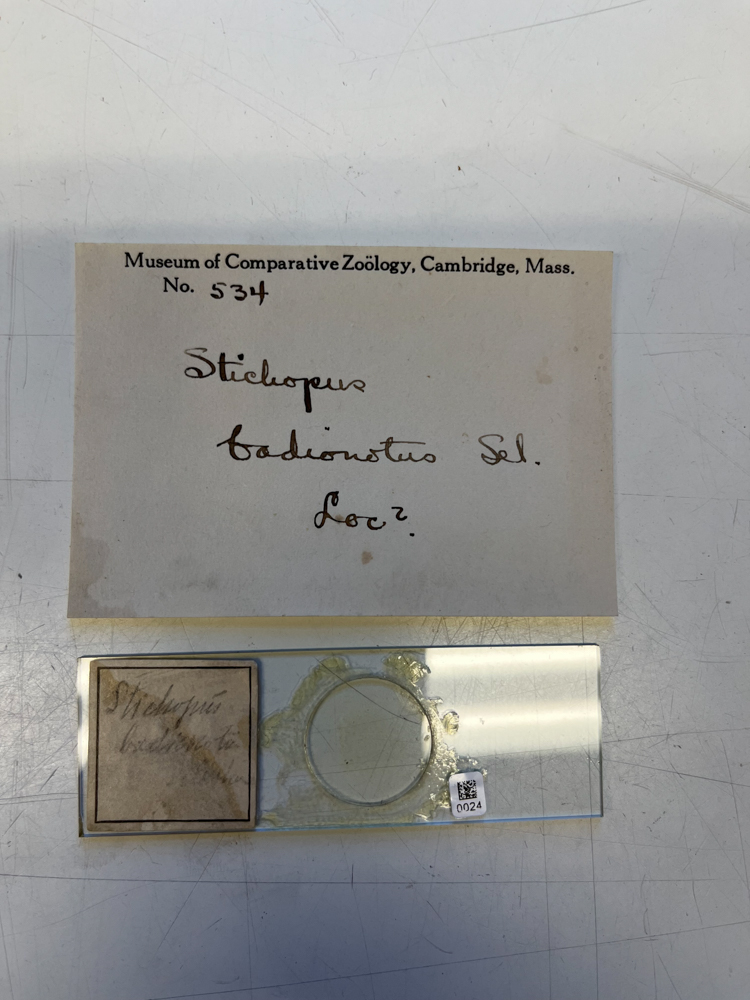 Museum of Comparative Zoölogy, Cambridge, Mass.
No. 534
Stichopus
badionotus Sel.
Loc?.
Stichopus
0024